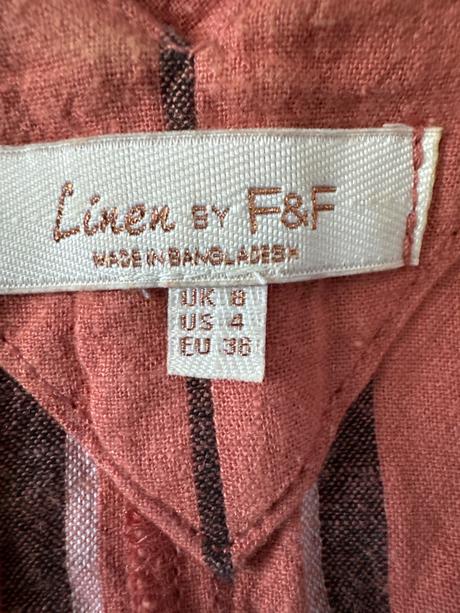 Linen BY F&F
MADE IN BANGLADESH
UK 8
US 4
EU 36